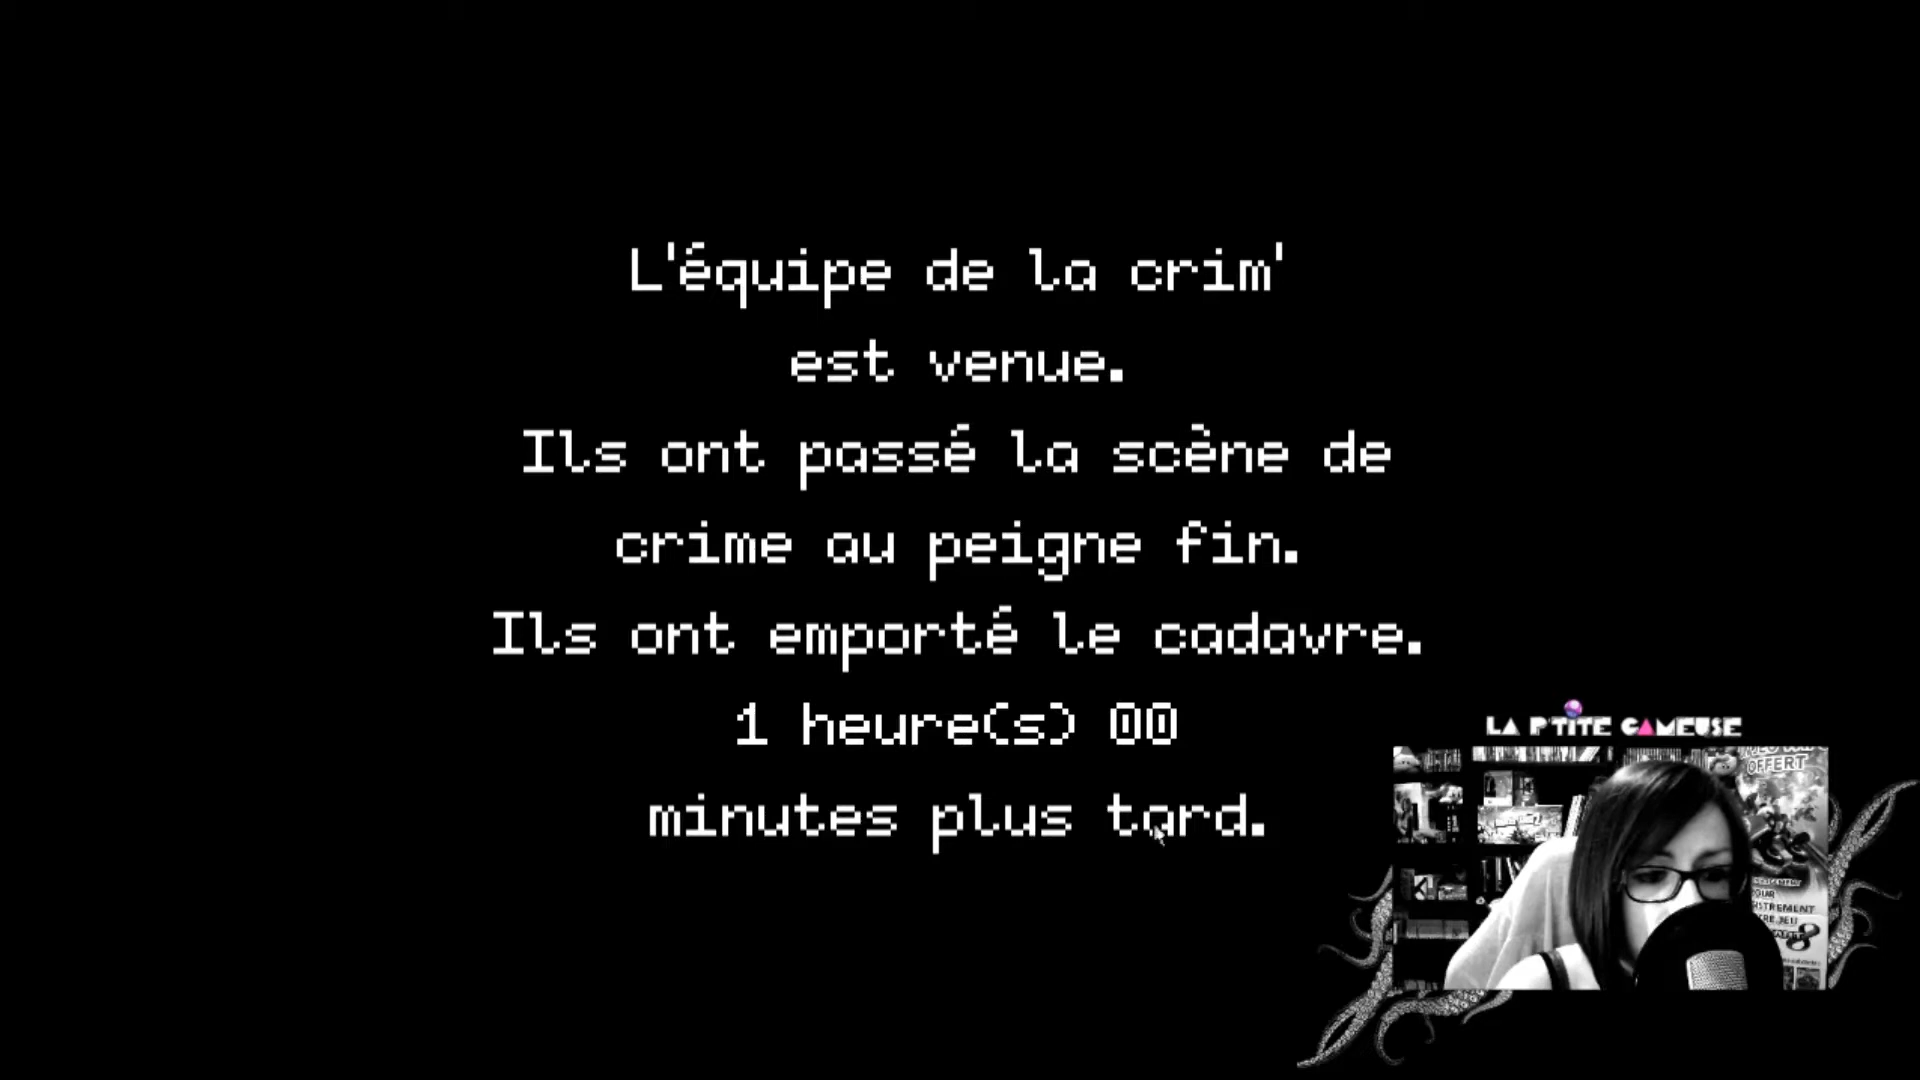 L'équipe de la crim'
est venue.
Ils ont passé la scène de
crime au peigne fin.
Ils ont emporté le cadavre.
1 heure(s) 00
minutes plus tard.
LA P'TITE GAMEUSE
OFFERT